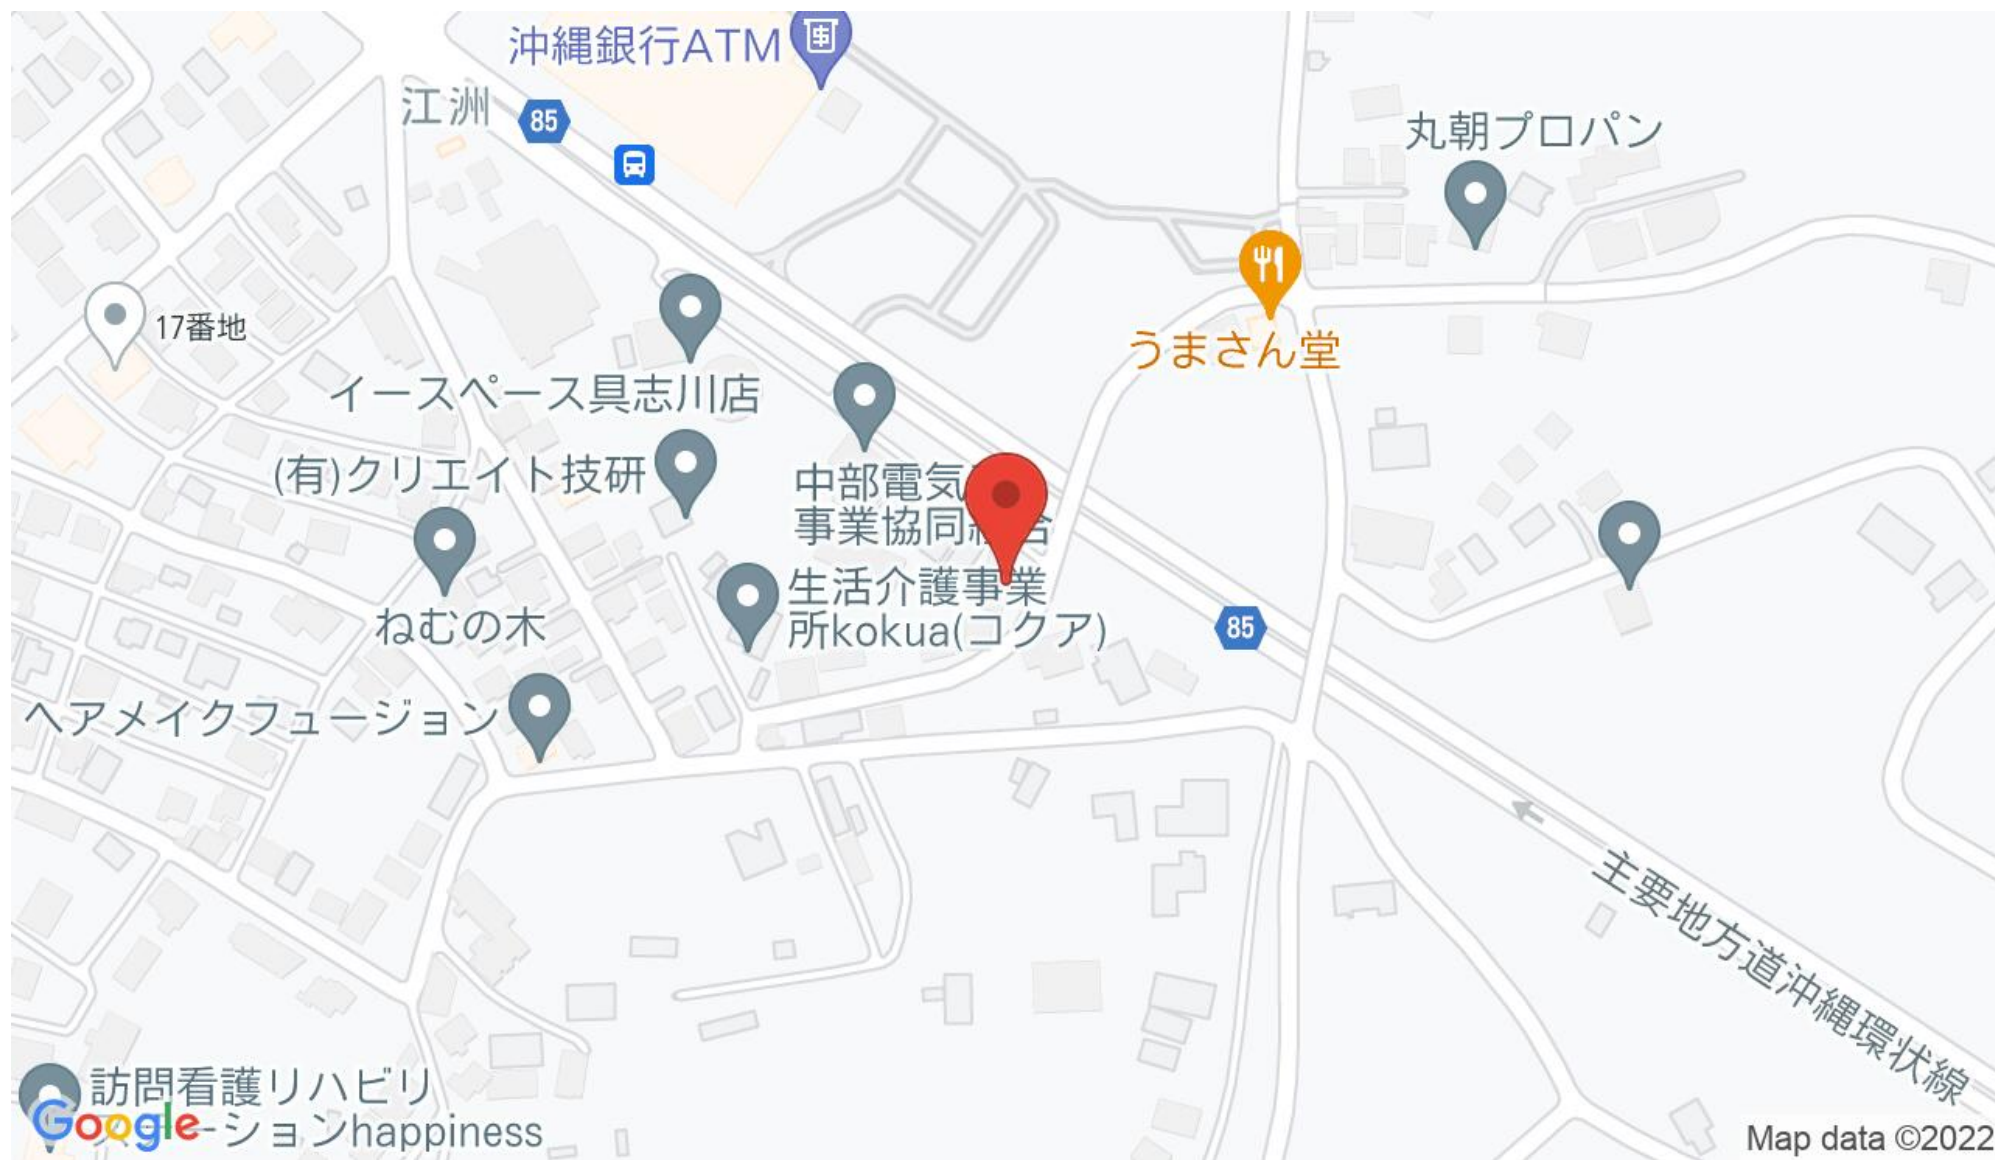 沖縄銀行ATM
江洲
85
丸朝プロパン
17番地
うまさん堂
イースペース具志川店
(有)クリエイト技研
中部電気
事業協同組合
ねむの木
生活介護事業
所kokua(コクア)
85
ヘアメイクフュージョン
主要地方道沖縄環状線
訪問看護リハビリ
ステーションhappiness
Google
Map data ©2022